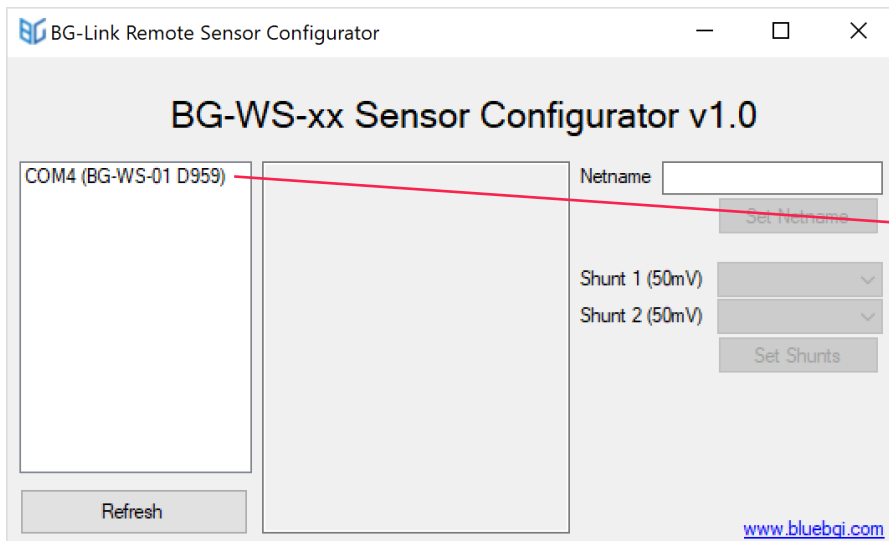 BG-Link Remote Sensor Configurator
BG-WS-xx Sensor Configurator v1.0
COM4 (BG-WS-01 D959)
Netname
Set Netname
Shunt 1 (50mV)
Shunt 2 (50mV)
Set Shunts
Refresh
www.bluebgi.com